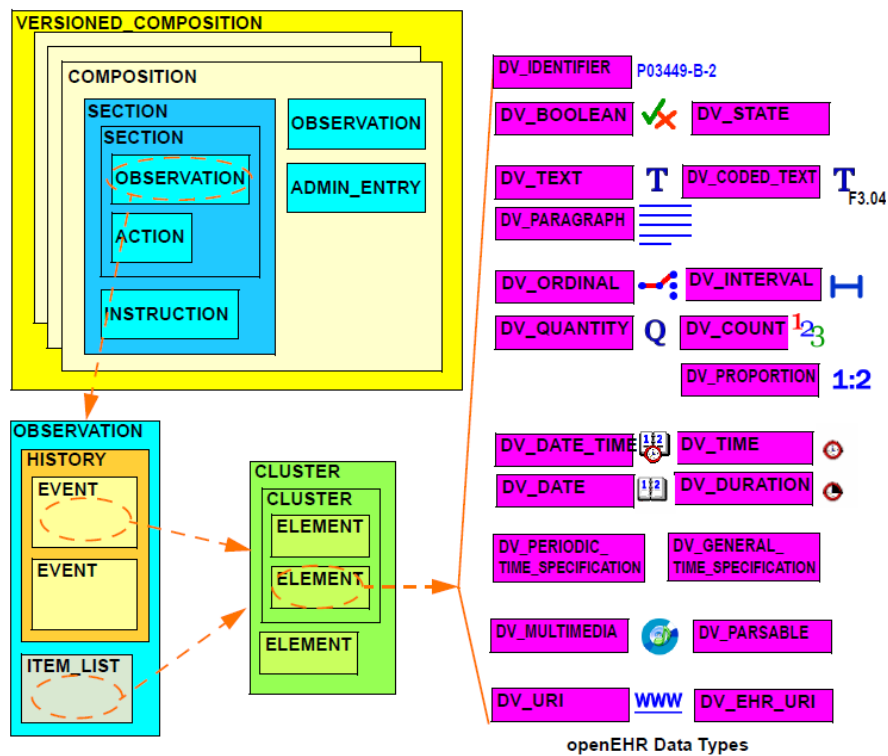 VERSIONED_COMPOSITION
COMPOSITION
SECTION
SECTION
OBSERVATION
ACTION
INSTRUCTION
OBSERVATION
ADMIN_ENTRY
OBSERVATION
HISTORY
EVENT
EVENT
ITEM_LIST
CLUSTER
CLUSTER
ELEMENT
ELEMENT
ELEMENT
DV_IDENTIFIER P03449-B-2
DV_BOOLEAN DV_STATE
DV_TEXT T DV_CODED_TEXT T F3.04
DV_PARAGRAPH
DV_ORDINAL DV_INTERVAL
DV_QUANTITY Q DV_COUNT 123
DV_PROPORTION 1:2
DV_DATE_TIME 12 DV_TIME
DV_DATE 12 DV_DURATION
DV_PERIODIC_
TIME_SPECIFICATION
DV_GENERAL_
TIME_SPECIFICATION
DV_MULTIMEDIA DV_PARSABLE
DV_URI WWW DV_EHR_URI
openEHR Data Types